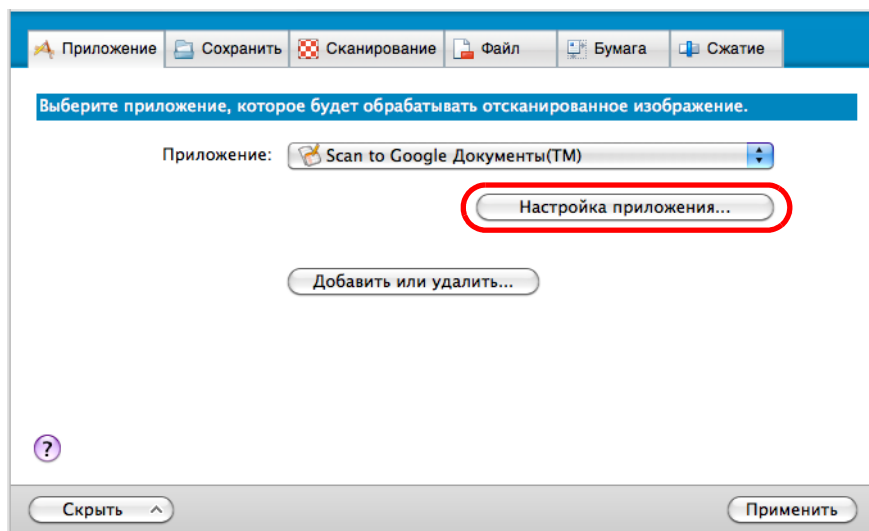 Приложение Сохранить Сканирование Файл Бумага Сжатие
Выберите приложение, которое будет обрабатывать отсканированное изображение.
Приложение: Scan to Google Документы(TM)
Настройка приложения...
Добавить или удалить...
?
Скрыть Применить